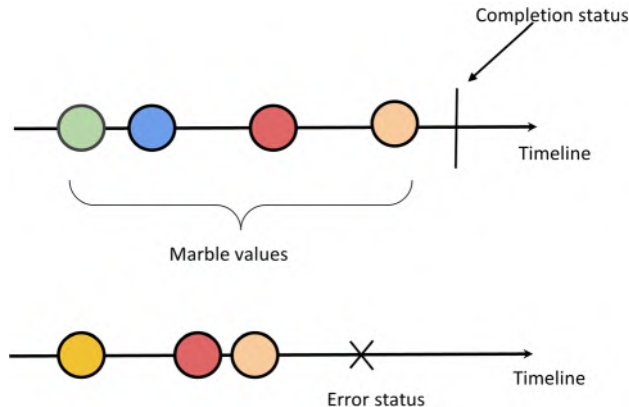 Completion status
Timeline
Marble values
Timeline
Error status